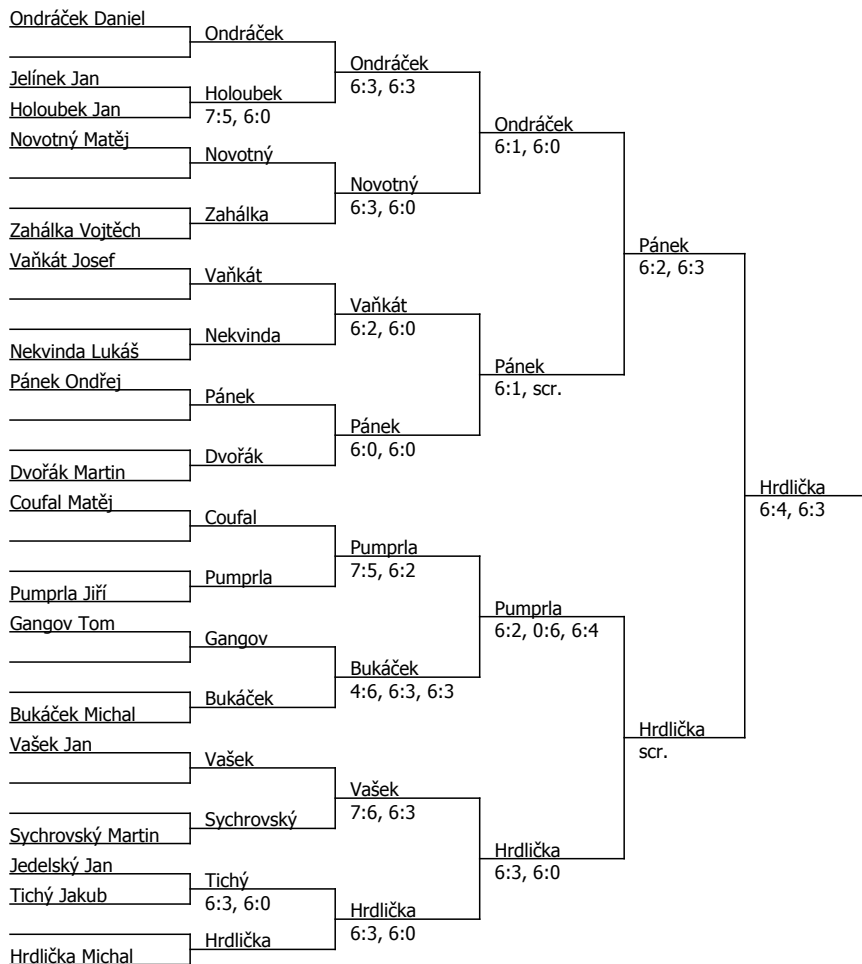 Ondráček Daniel
Ondráček
Ondráček
6:3, 6:3
Jelínek Jan
Holoubek
7:5, 6:0
Holoubek Jan
Ondráček
6:1, 6:0
Novotný Matěj
Novotný
Novotný
6:3, 6:0
Zahálka
Zahálka Vojtěch
Pánek
6:2, 6:3
Vaňkát Josef
Vaňkát
Vaňkát
6:2, 6:0
Nekvinda
Nekvinda Lukáš
Pánek
6:1, scr.
Pánek Ondřej
Pánek
Pánek
6:0, 6:0
Dvořák
Dvořák Martin
Hrdlička
6:4, 6:3
Coufal Matěj
Coufal
Pumprla
7:5, 6:2
Pumprla
Pumprla Jiří
Pumprla
6:2, 0:6, 6:4
Gangov Tom
Gangov
Bukáček
4:6, 6:3, 6:3
Bukáček
Bukáček Michal
Hrdlička
scr.
Vašek Jan
Vašek
Vašek
7:6, 6:3
Sychrovský
Sychrovský Martin
Hrdlička
6:3, 6:0
Jedelský Jan
Tichý
6:3, 6:0
Tichý Jakub
Hrdlička
6:3, 6:0
Hrdlička
Hrdlička Michal